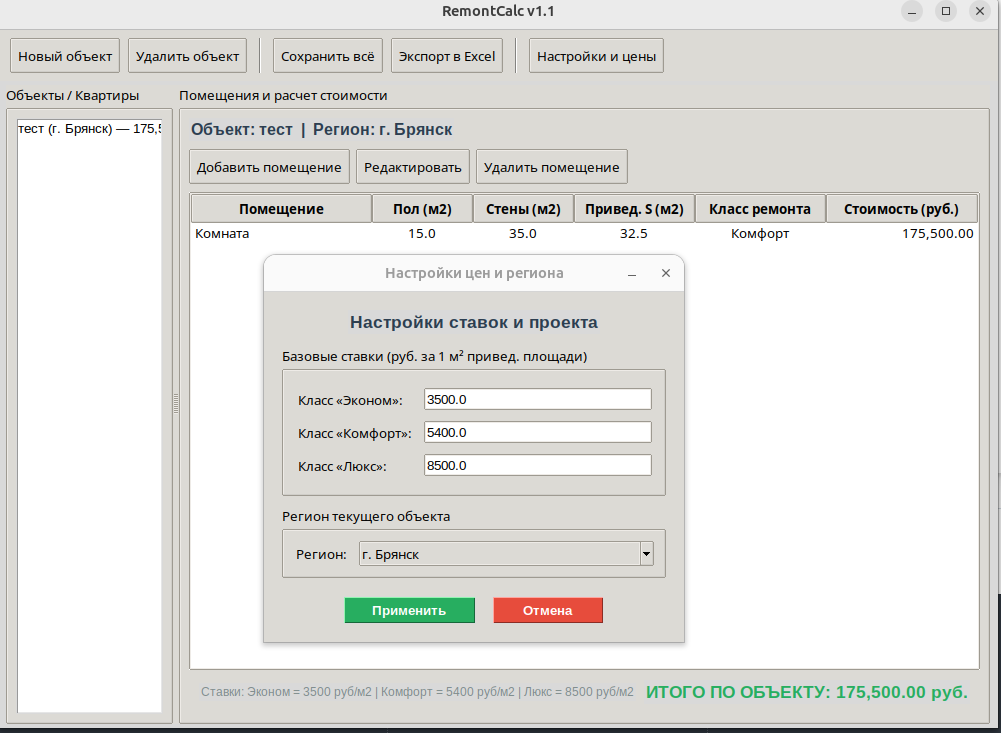 RemontCalc v1.1
Новый объект Удалить объект Сохранить всё Экспорт в Excel Настройки и цены
Объекты / Квартиры Помещения и расчет стоимости
тест (г. Брянск) — 175,5
Объект: тест | Регион: г. Брянск
Добавить помещение Редактировать Удалить помещение
Помещение Пол (м2) Стены (м2) Привед. S (м2) Класс ремонта Стоимость (руб.)
Комната 15.0 35.0 32.5 Комфорт 175,500.00
Настройки цен и региона
Настройки ставок и проекта
Базовые ставки (руб. за 1 м² привед. площади)
Класс «Эконом»: 3500.0
Класс «Комфорт»: 5400.0
Класс «Люкс»: 8500.0
Регион текущего объекта
Регион: г. Брянск
Применить Отмена
Ставки: Эконом = 3500 руб/м2 | Комфорт = 5400 руб/м2 | Люкс = 8500 руб/м2 ИТОГО ПО ОБЪЕКТУ: 175,500.00 руб.